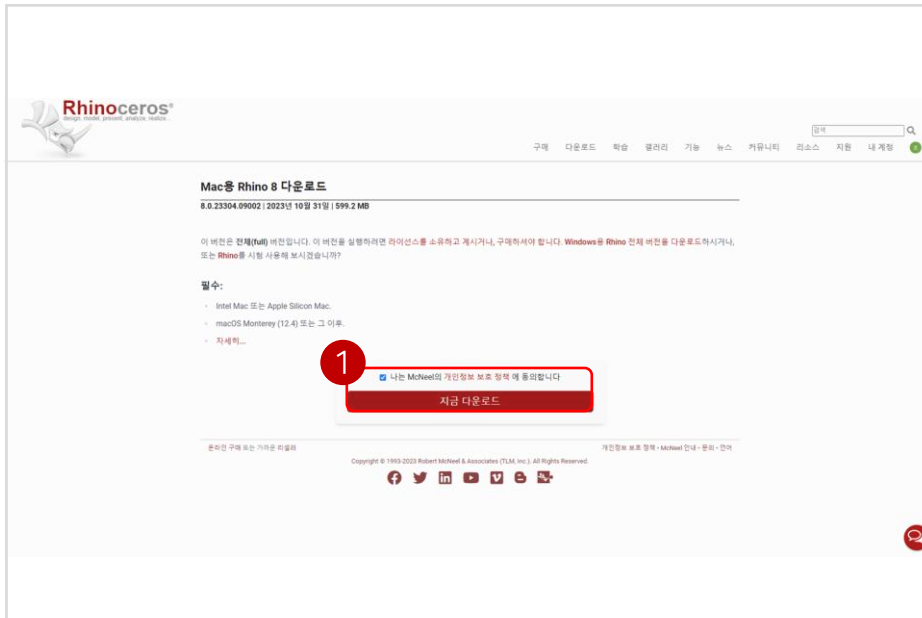 Rhinoceros®
design, model, present, analyze, realize...
검색
구매 다운로드 학습 갤러리 기능 뉴스 커뮤니티 리소스 지원 내 계정
Mac용 Rhino 8 다운로드
8.0.23304.09002 | 2023년 10월 31일 | 599.2 MB
이 버전은 전체(full) 버전입니다. 이 버전을 실행하려면 라이선스를 소유하고 계시거나, 구매하셔야 합니다. Windows용 Rhino 전체 버전을 다운로드하시거나,
또는 Rhino를 시험 사용해 보시겠습니까?
필수:
Intel Mac 또는 Apple Silicon Mac.
macOS Monterey (12.4) 또는 그 이후.
자세히...
1
나는 McNeel의 개인정보 보호 정책 에 동의합니다
지금 다운로드
온라인 구매 또는 가까운 리셀러
개인정보 보호 정책 • McNeel 안내 • 문의 • 언어
Copyright © 1993-2023 Robert McNeel & Associates (TLM, Inc.). All Rights Reserved.